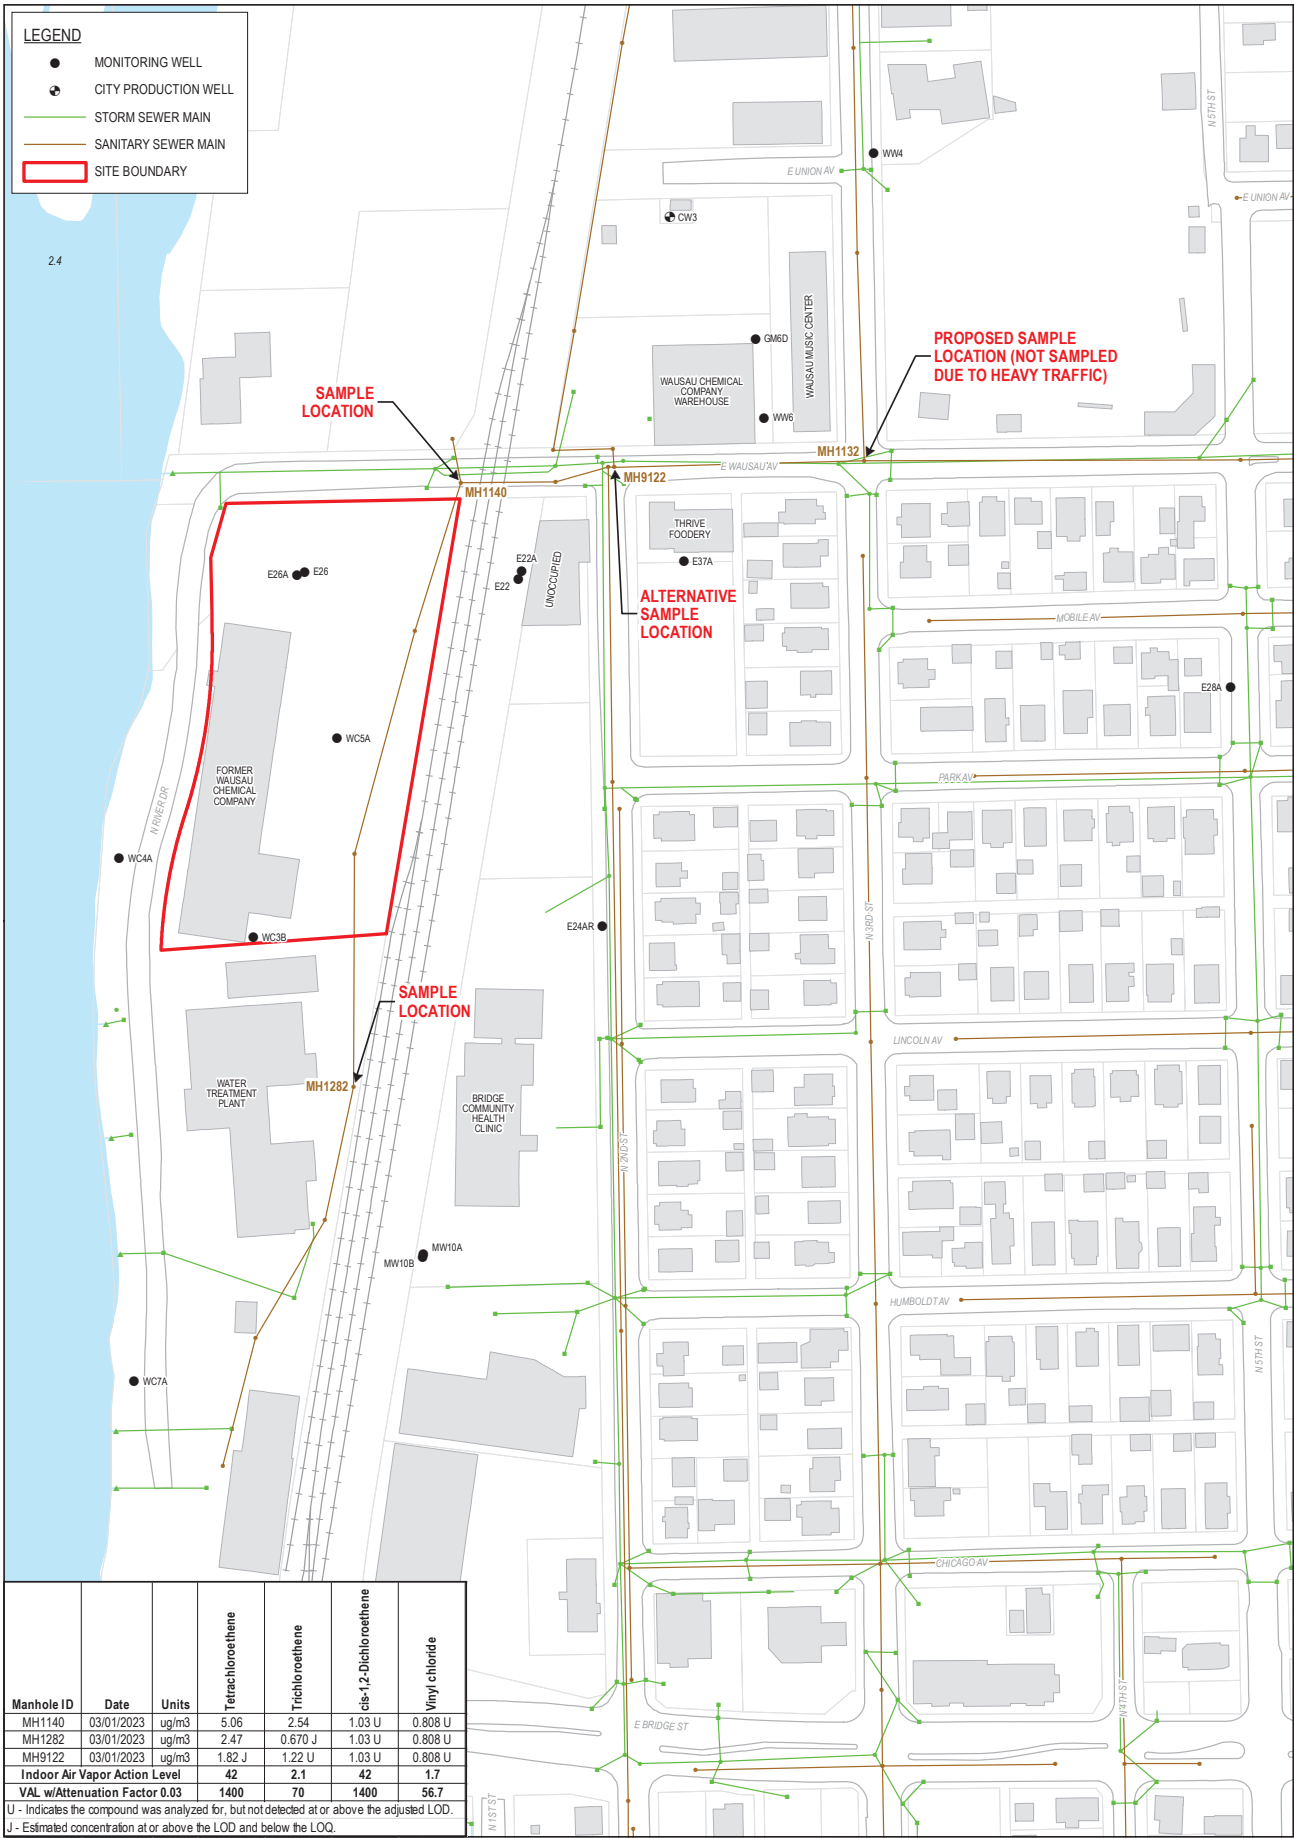 LEGEND
MONITORING WELL
CITY PRODUCTION WELL
STORM SEWER MAIN
SANITARY SEWER MAIN
SITE BOUNDARY
2.4
N 5TH ST
WW4
E UNION AV
E UNION AV
CW3
WAUSAU MUSIC CENTER
GM6D
WAUSAU CHEMICAL
COMPANY
WAREHOUSE
WW6
PROPOSED SAMPLE
LOCATION (NOT SAMPLED
DUE TO HEAVY TRAFFIC)
SAMPLE
LOCATION
MH1132
E WAUSAU AV
MH9122
MH1140
THRIVE
FOODERY
E37A
E22A
E22
UNOCCUPIED
E26A
E26
ALTERNATIVE
SAMPLE
LOCATION
MOBILE AV
E28A
WC5A
FORMER
WAUSAU
CHEMICAL
COMPANY
PARK AV
N RIVER DR
WC4A
E24AR
N 3RD ST
WC3B
SAMPLE
LOCATION
LINCOLN AV
MH1282
WATER
TREATMENT
PLANT
BRIDGE
COMMUNITY
HEALTH
CLINIC
N 2ND ST
MW10A
MW10B
HUMBOLDT AV
N 5TH ST
WC7A
CHICAGO AV
N 4TH ST
E BRIDGE ST
N 1ST ST
Manhole ID Date Units Tetrachloroethene Trichloroethene cis-1,2-Dichloroethene Vinyl chloride
MH1140 03/01/2023 ug/m3 5.06 2.54 1.03 U 0.808 U
MH1282 03/01/2023 ug/m3 2.47 0.670 J 1.03 U 0.808 U
MH9122 03/01/2023 ug/m3 1.82 J 1.22 U 1.03 U 0.808 U
Indoor Air Vapor Action Level 42 2.1 42 1.7
VAL w/Attenuation Factor 0.03 1400 70 1400 56.7
U - Indicates the compound was analyzed for, but not detected at or above the adjusted LOD.
J - Estimated concentration at or above the LOD and below the LOQ.